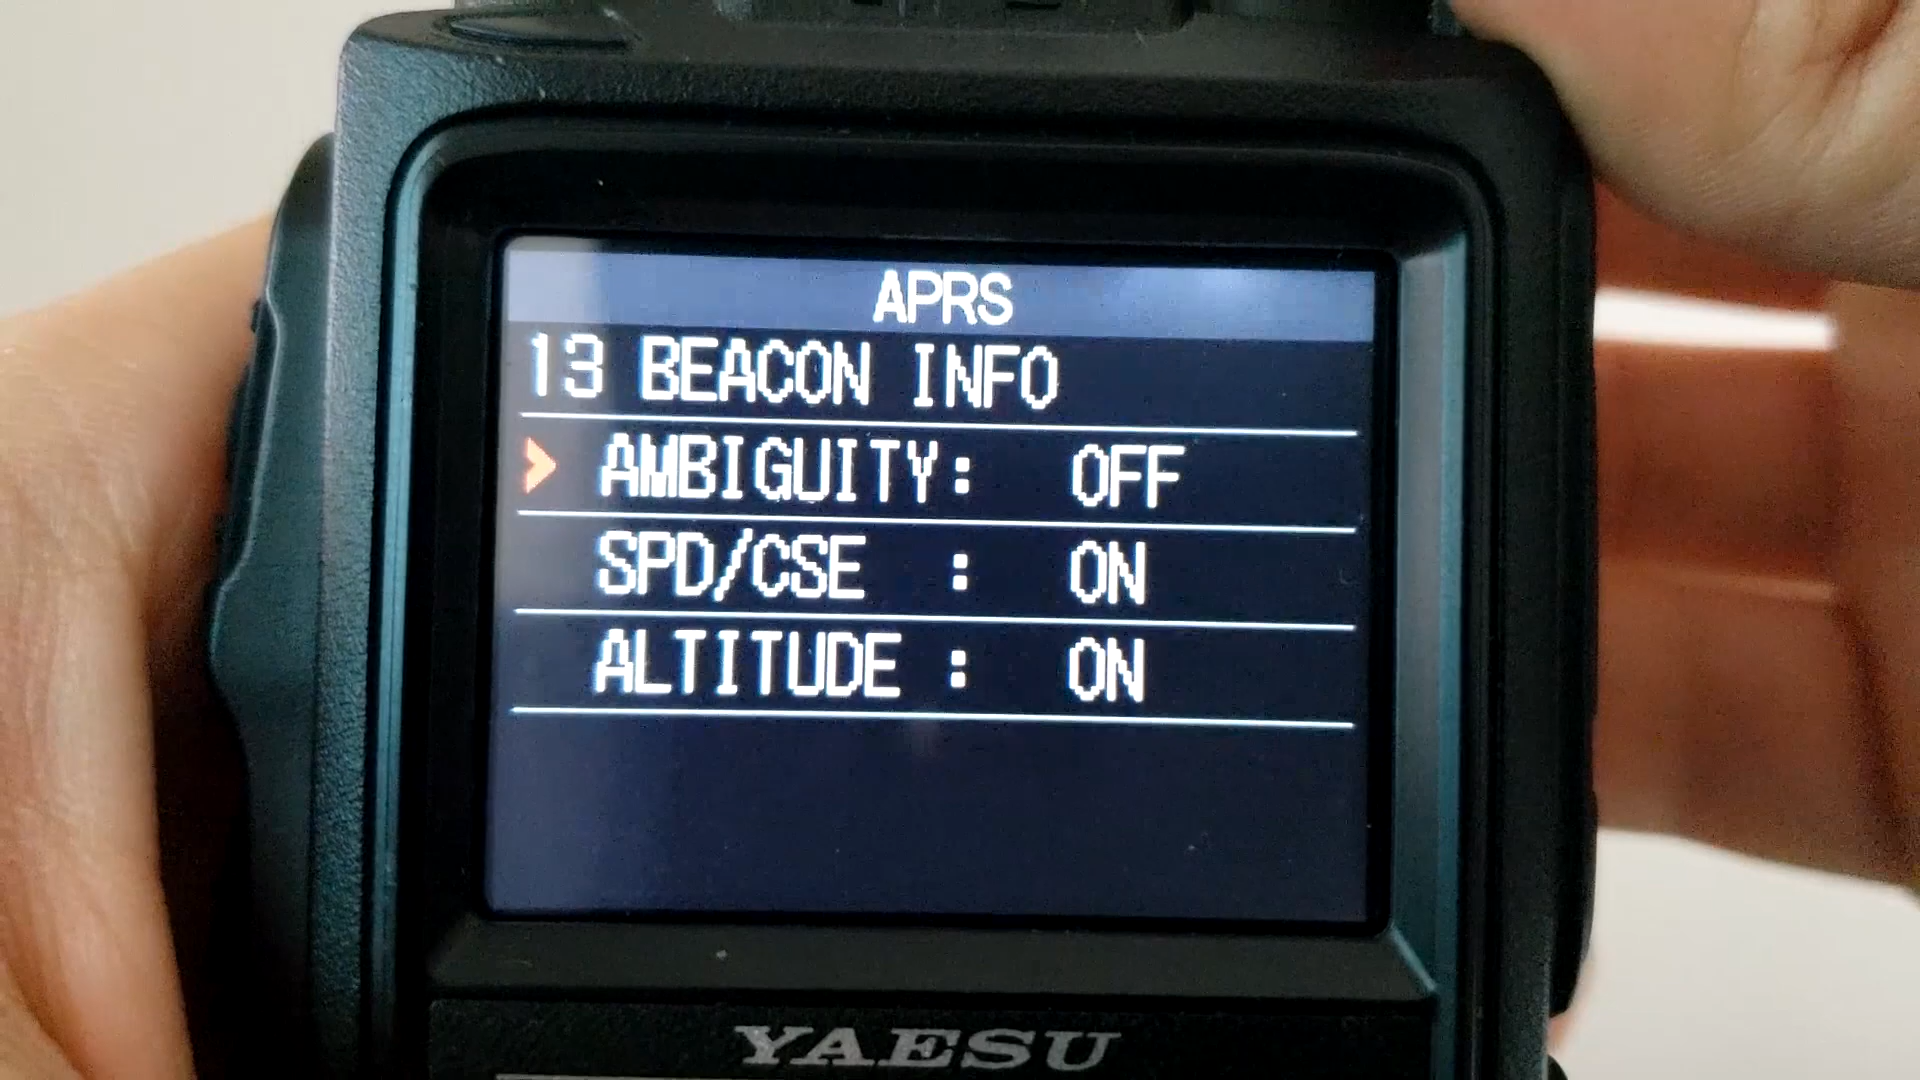 APRS
13 BEACON INFO
AMBIGUITY: OFF
SPD/CSE : ON
ALTITUDE : ON
YAESU